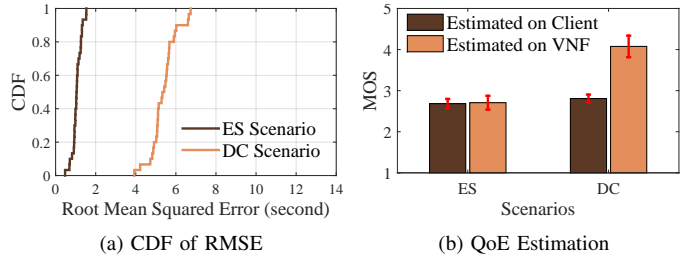 1
0.8
0.6
0.4
0.2
0
CDF
ES Scenario
DC Scenario
0 2 4 6 8 10 12 14
Root Mean Squared Error (second)
(a) CDF of RMSE
5
4
3
2
1
MOS
Estimated on Client
Estimated on VNF
ES DC
Scenarios
(b) QoE Estimation